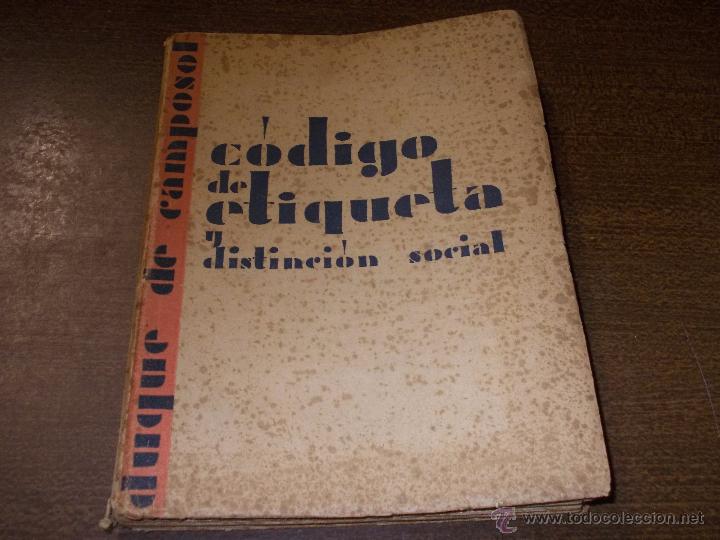 duque de camposol
código
de
etiqueta
y
distinción social
© www.todocoleccion.net